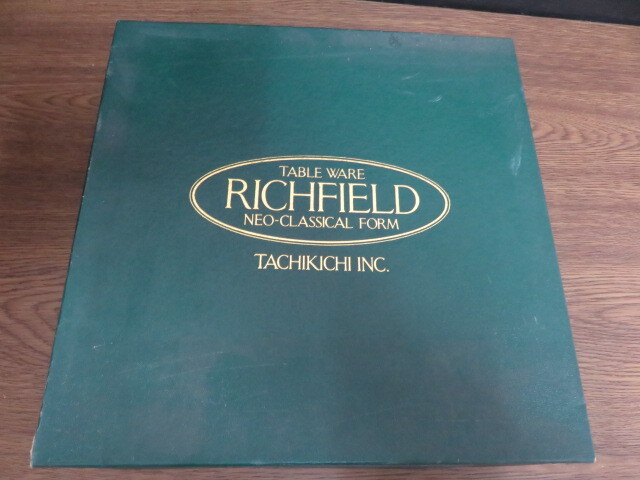 TABLE WARE
RICHFIELD
NEO-CLASSICAL FORM
TACHIKICHI INC.